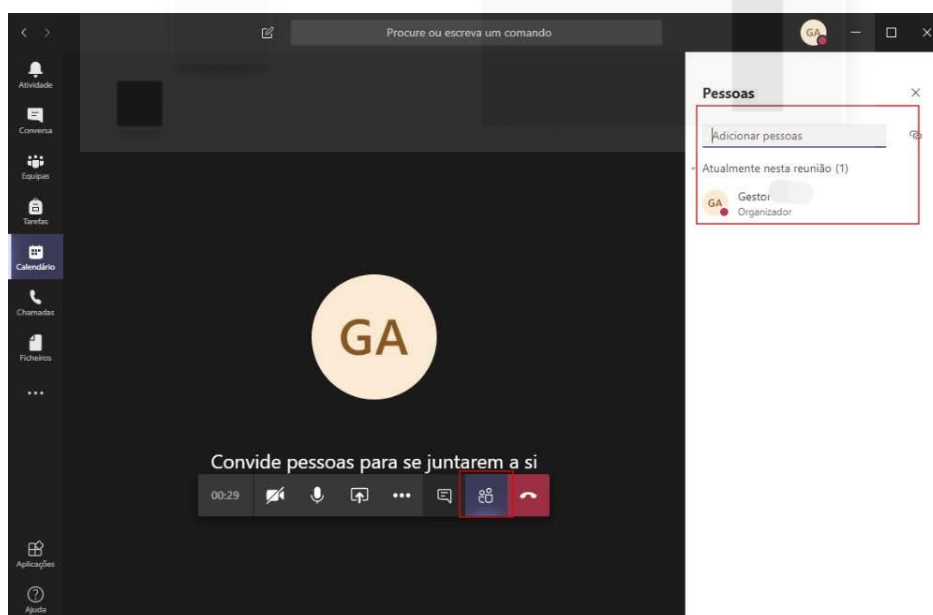 Procure ou escreva um comando
GA
Atividade
Conversa
Equipas
Tarefas
Calendário
Chamadas
Ficheiros
Aplicações
Ajuda
GA
Convide pessoas para se juntarem a si
00:29
Pessoas
Adicionar pessoas
Atualmente nesta reunião (1)
GA
Gestor
Organizador